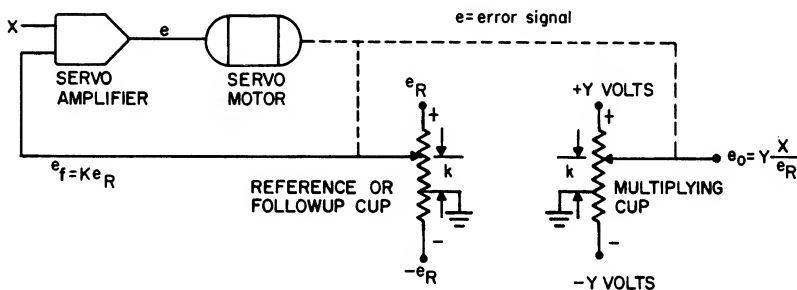 X
e
e=error signal
SERVO
AMPLIFIER
SERVO
MOTOR
e_R
+
+Y VOLTS
+
e_f=Ke_R
k
k
e_o=Y X/e_R
REFERENCE OR
FOLLOWUP CUP
MULTIPLYING
CUP
−
−
−e_R
−Y VOLTS